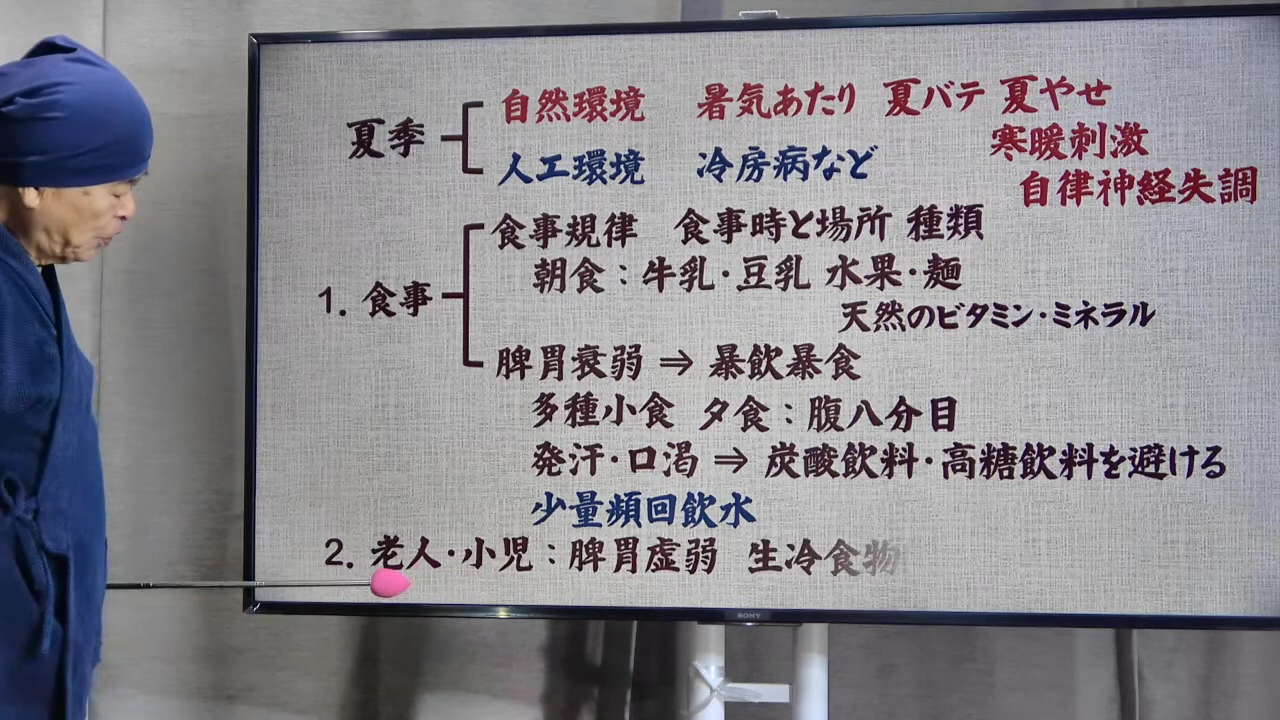 夏季
自然環境　暑気あたり　夏バテ　夏やせ
寒暖刺激
人工環境　冷房病など
自律神経失調
1. 食事
食事規律　食事時と場所　種類
朝食：牛乳・豆乳　水果・麺
天然のビタミン・ミネラル
脾胃衰弱 ⇒ 暴飲暴食
多種小食　夕食：腹八分目
発汗・口渇 ⇒ 炭酸飲料・高糖飲料を避ける
少量頻回飲水
2. 老人・小児：脾胃虚弱　生冷食物
SONY